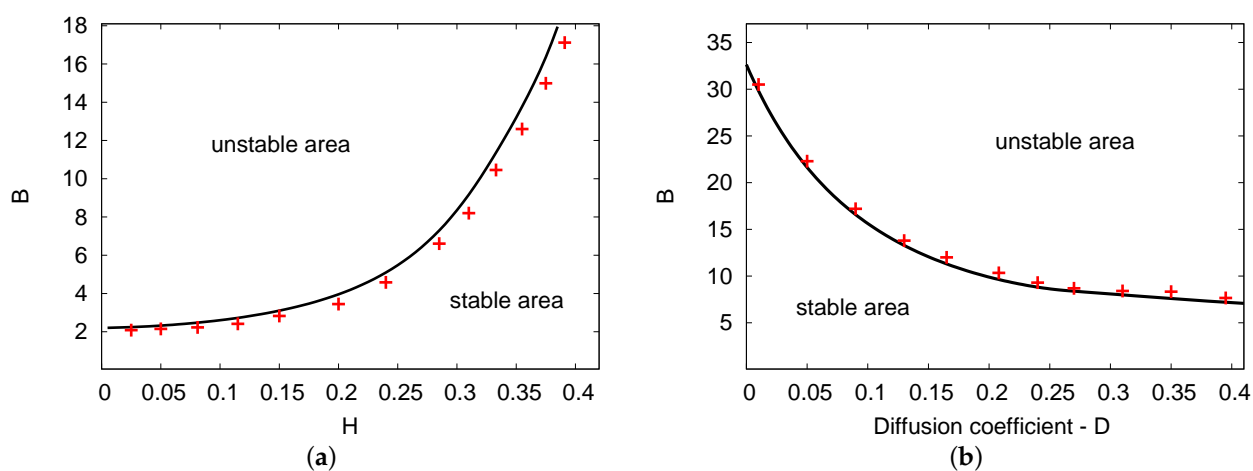 18
16
14
12
10
8
6
4
2
B
unstable area
stable area
0 0.05 0.1 0.15 0.2 0.25 0.3 0.35 0.4
H
(a)
35
30
25
20
15
10
5
B
unstable area
stable area
0 0.05 0.1 0.15 0.2 0.25 0.3 0.35 0.4
Diffusion coefficient - D
(b)